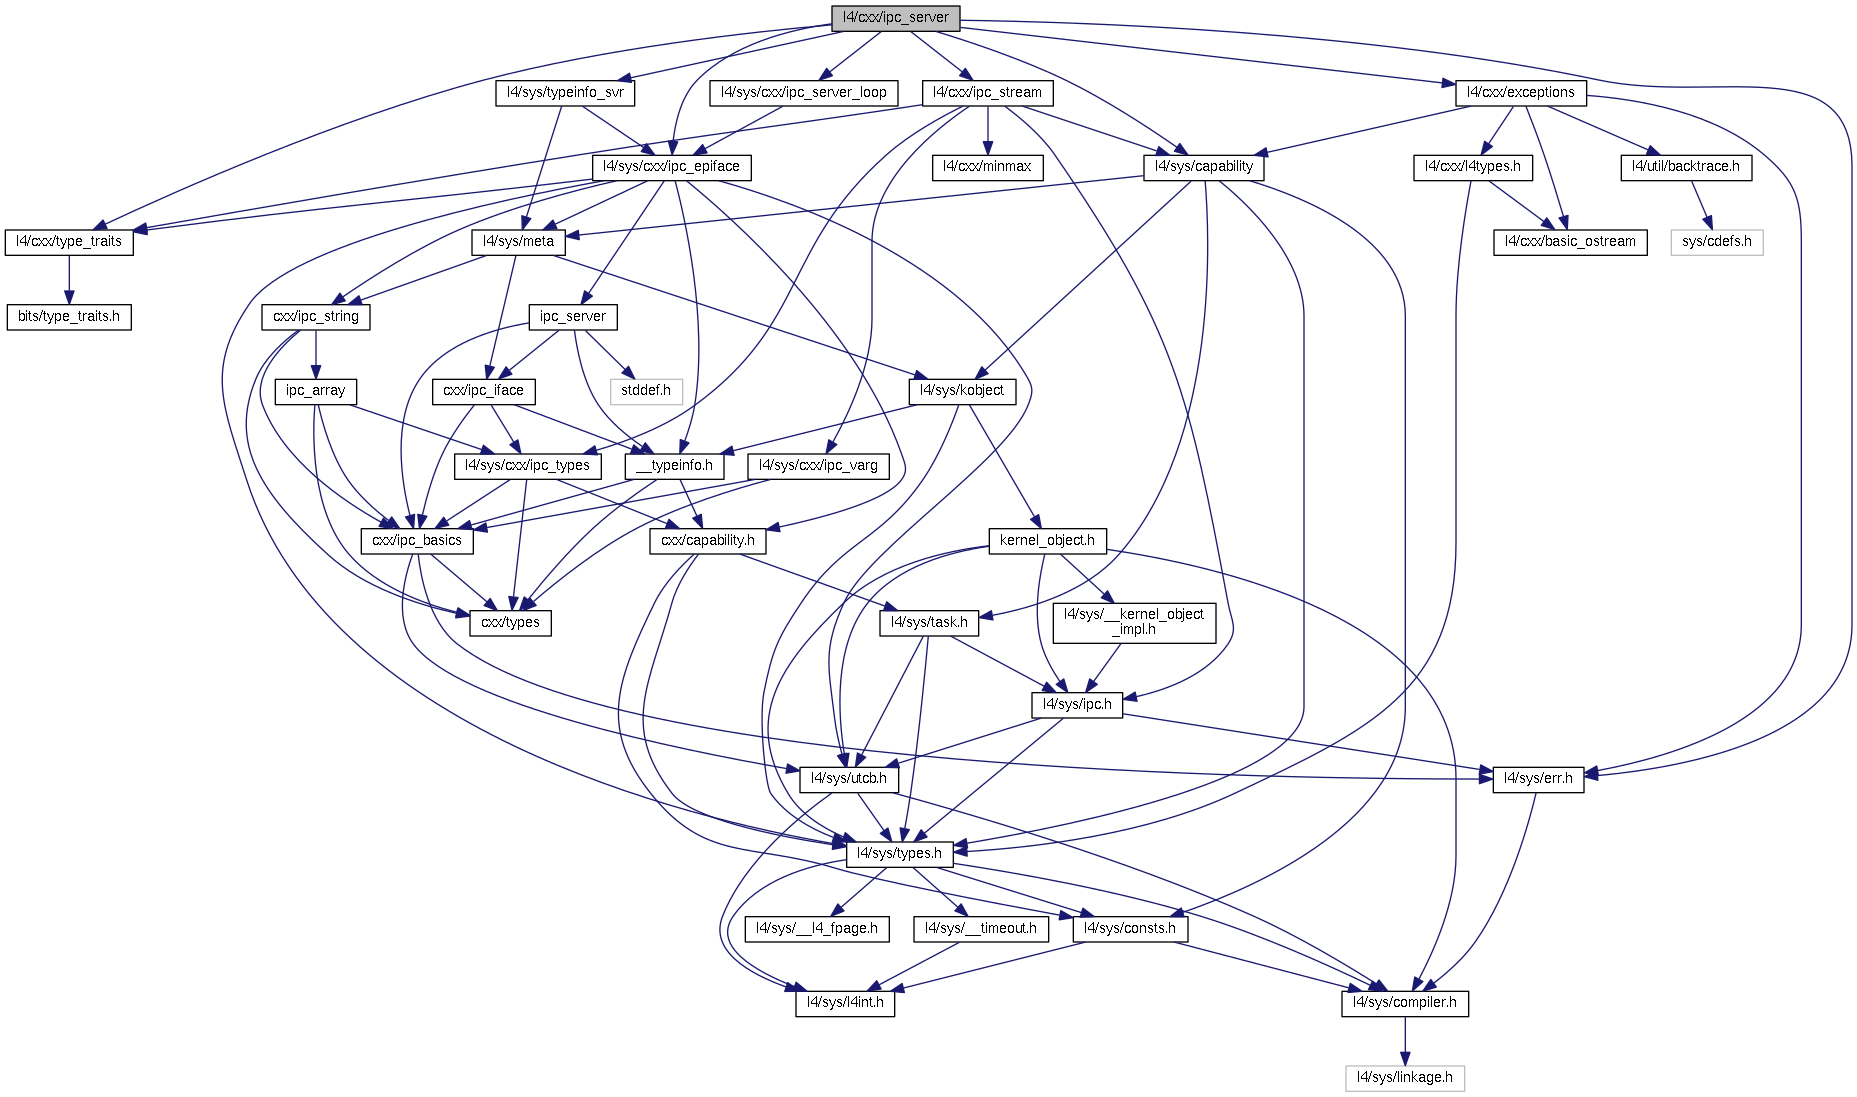 l4/cxx/ipc_server
l4/sys/typeinfo_svr
l4/sys/cxx/ipc_server_loop
l4/cxx/ipc_stream
l4/cxx/exceptions
l4/sys/cxx/ipc_epiface
l4/cxx/minmax
l4/sys/capability
l4/cxx/l4types.h
l4/util/backtrace.h
l4/cxx/type_traits
l4/sys/meta
l4/cxx/basic_ostream
sys/cdefs.h
bits/type_traits.h
cxx/ipc_string
ipc_server
ipc_array
cxx/ipc_iface
stddef.h
l4/sys/kobject
l4/sys/cxx/ipc_types
__typeinfo.h
l4/sys/cxx/ipc_varg
cxx/ipc_basics
cxx/capability.h
kernel_object.h
cxx/types
l4/sys/task.h
l4/sys/__kernel_object
_impl.h
l4/sys/ipc.h
l4/sys/utcb.h
l4/sys/err.h
l4/sys/types.h
l4/sys/__l4_fpage.h
l4/sys/__timeout.h
l4/sys/consts.h
l4/sys/l4int.h
l4/sys/compiler.h
l4/sys/linkage.h